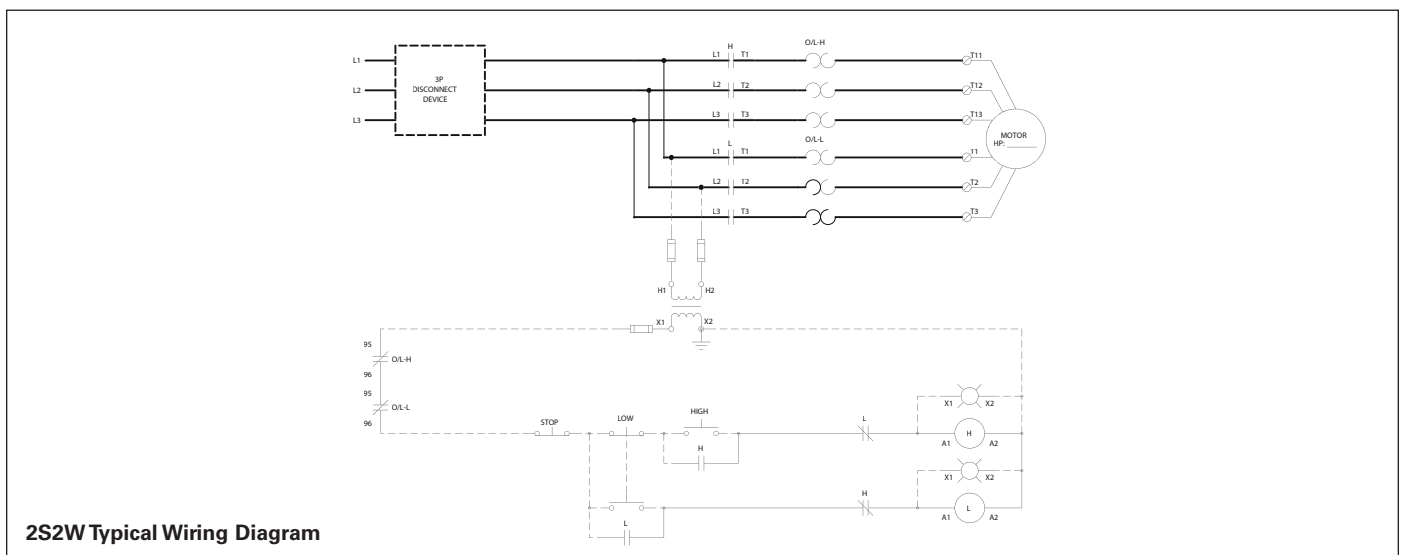 H O/L-H
L1 L1 T1 T11
3P
DISCONNECT
DEVICE
L2 L2 T2 T12
L3 L3 T3 T13
MOTOR
HP: ______
L O/L-L
L1 T1 T1
L2 T2 T2
L3 T3 T3
H1 H2
X1 X2
95
O/L-H
96
95
O/L-L
96
X1 X2
STOP LOW HIGH L
H
A1 A2
H
X1 X2
H
L
A1 A2
L
2S2W Typical Wiring Diagram